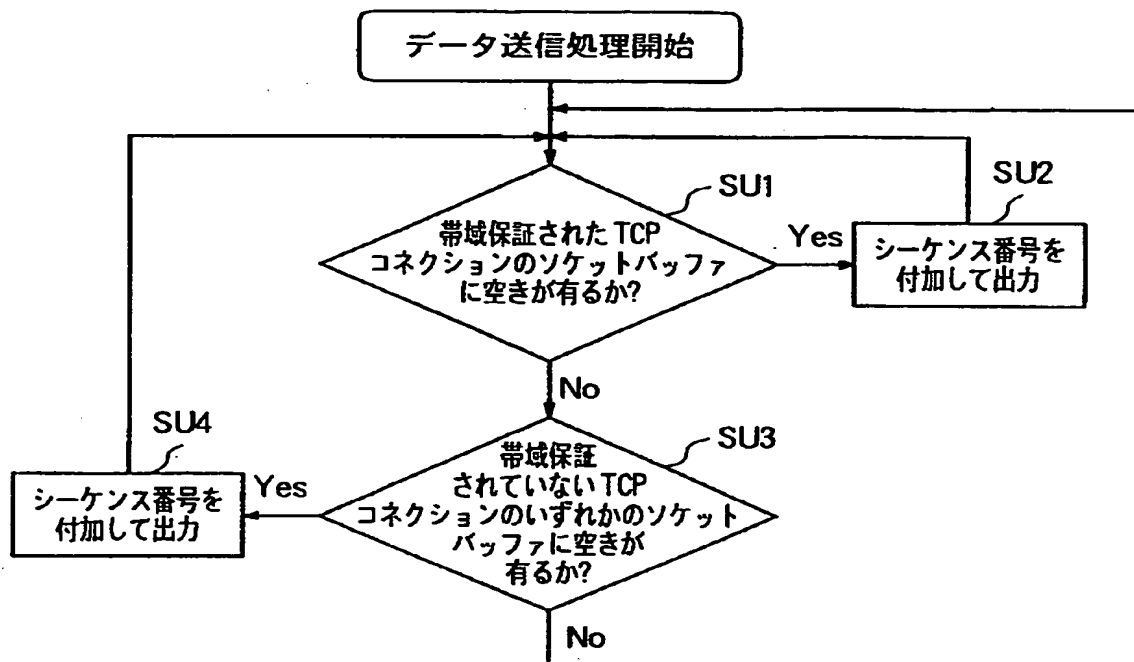 データ送信処理開始
SU1
帯域保証されたTCP
コネクションのソケットバッファ
に空きが有るか?
Yes
SU2
シーケンス番号を
付加して出力
No
SU3
帯域保証
されていないTCP
コネクションのいずれかのソケット
バッファに空きが
有るか?
Yes
SU4
シーケンス番号を
付加して出力
No